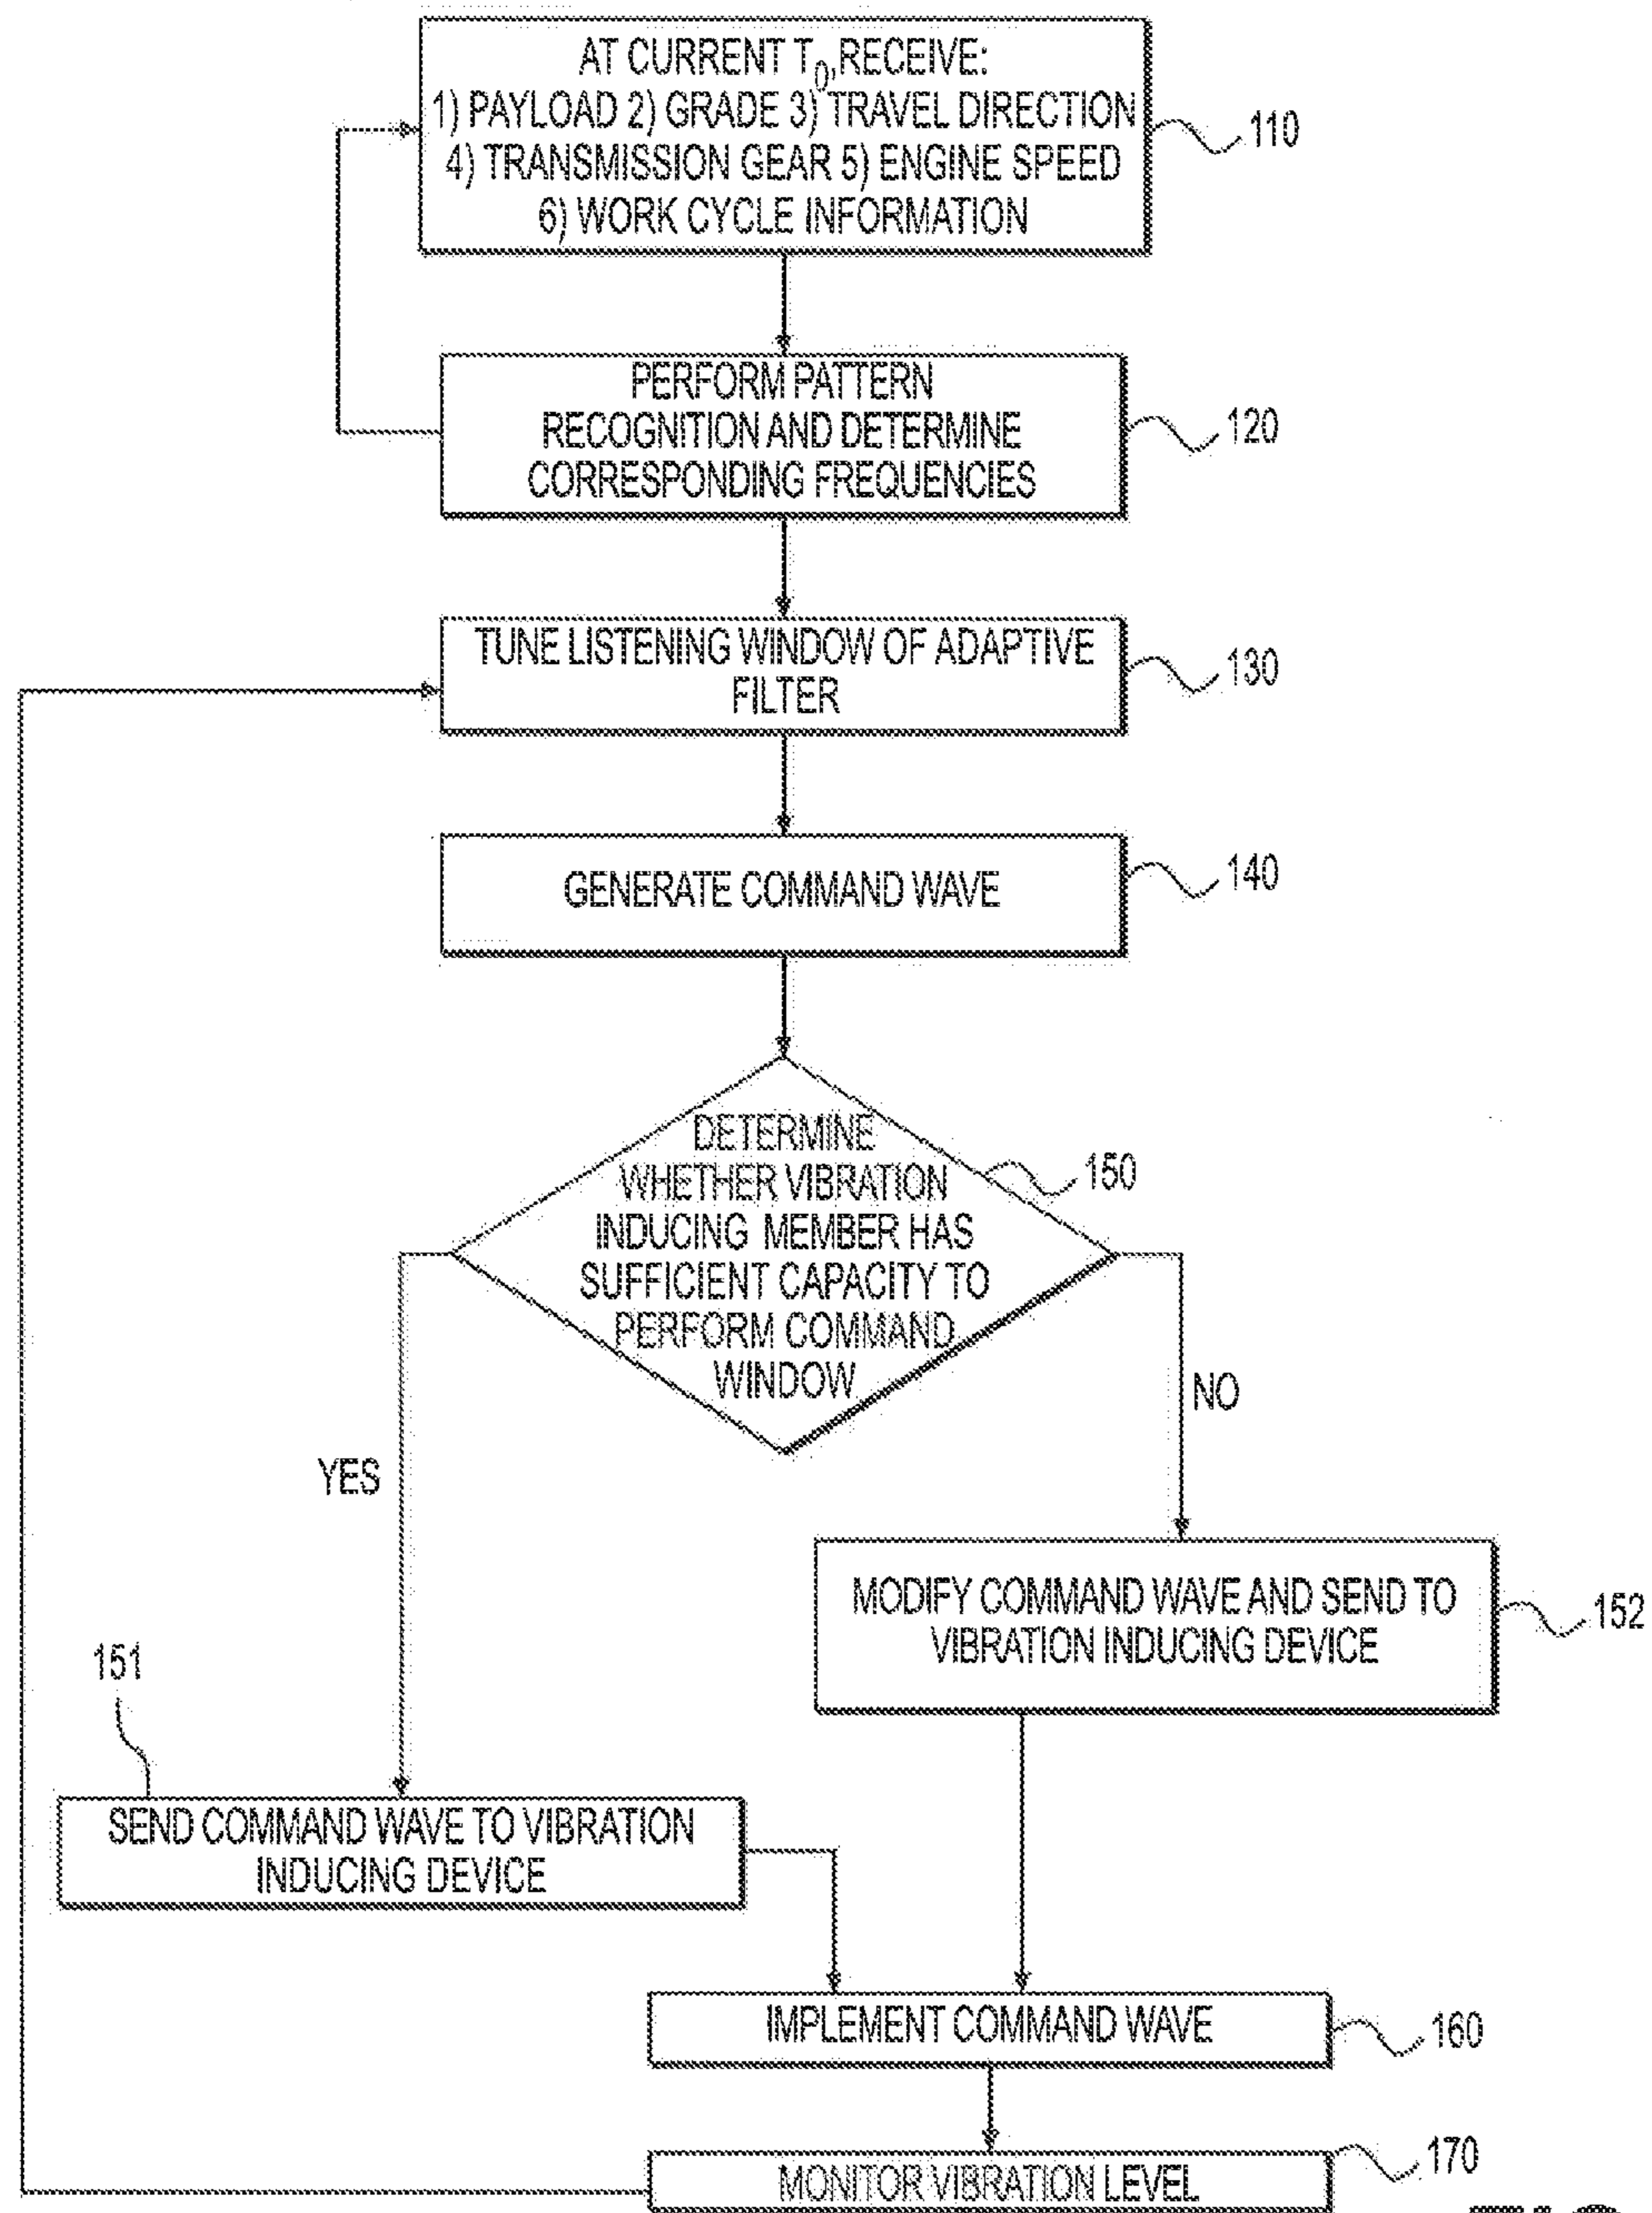 AT CURRENT T0, RECEIVE:
1) PAYLOAD 2) GRADE 3) TRAVEL DIRECTION
4) TRANSMISSION GEAR 5) ENGINE SPEED
6) WORK CYCLE INFORMATION
110
PERFORM PATTERN
RECOGNITION AND DETERMINE
CORRESPONDING FREQUENCIES
120
TUNE LISTENING WINDOW OF ADAPTIVE
FILTER
130
GENERATE COMMAND WAVE
140
DETERMINE
WHETHER VIBRATION
INDUCING MEMBER HAS
SUFFICIENT CAPACITY TO
PERFORM COMMAND
WINDOW
150
NO
YES
MODIFY COMMAND WAVE AND SEND TO
VIBRATION INDUCING DEVICE
152
151
SEND COMMAND WAVE TO VIBRATION
INDUCING DEVICE
IMPLEMENT COMMAND WAVE
160
MONITOR VIBRATION LEVEL
170